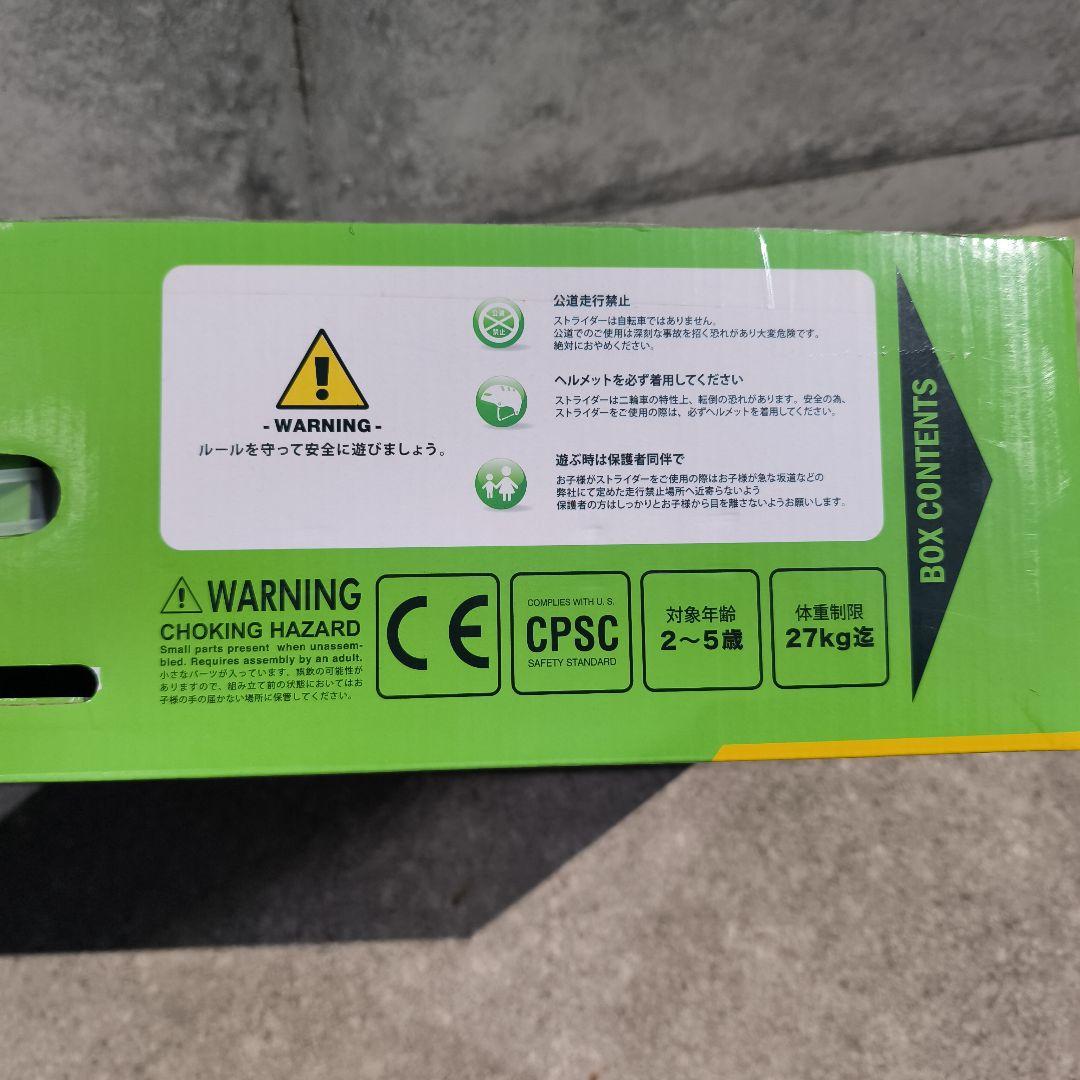 - WARNING -
ルールを守って安全に遊びましょう。
公道
禁止
公道走行禁止
ストライダーは自転車ではありません。
公道でのご使用は深刻な事故を招く恐れがあり大変危険です。
絶対におやめください。
ヘルメットを必ず着用してください
ストライダーは二輪車の特性上、転倒の恐れがあります。安全の為、
ストライダーをご使用の際は、必ずヘルメットを着用してください。
遊ぶ時は保護者同伴で
お子様がストライダーをご使用の際はお子様が急な坂道などの
弊社にて定めた走行禁止場所へ近寄らないよう
保護者の方はしっかりとお子様から目を離さないようお願いします。
BOX CONTENTS
WARNING
CHOKING HAZARD
Small parts present when unassem-
bled. Requires assembly by an adult.
小さなパーツが入っています。誤飲の可能性が
ありますので、組み立て前の状態においてはお
子様の手の届かない場所に保管してください。
CE
COMPLIES WITH U. S.
CPSC
SAFETY STANDARD
対象年齢
2〜5歳
体重制限
27kg迄